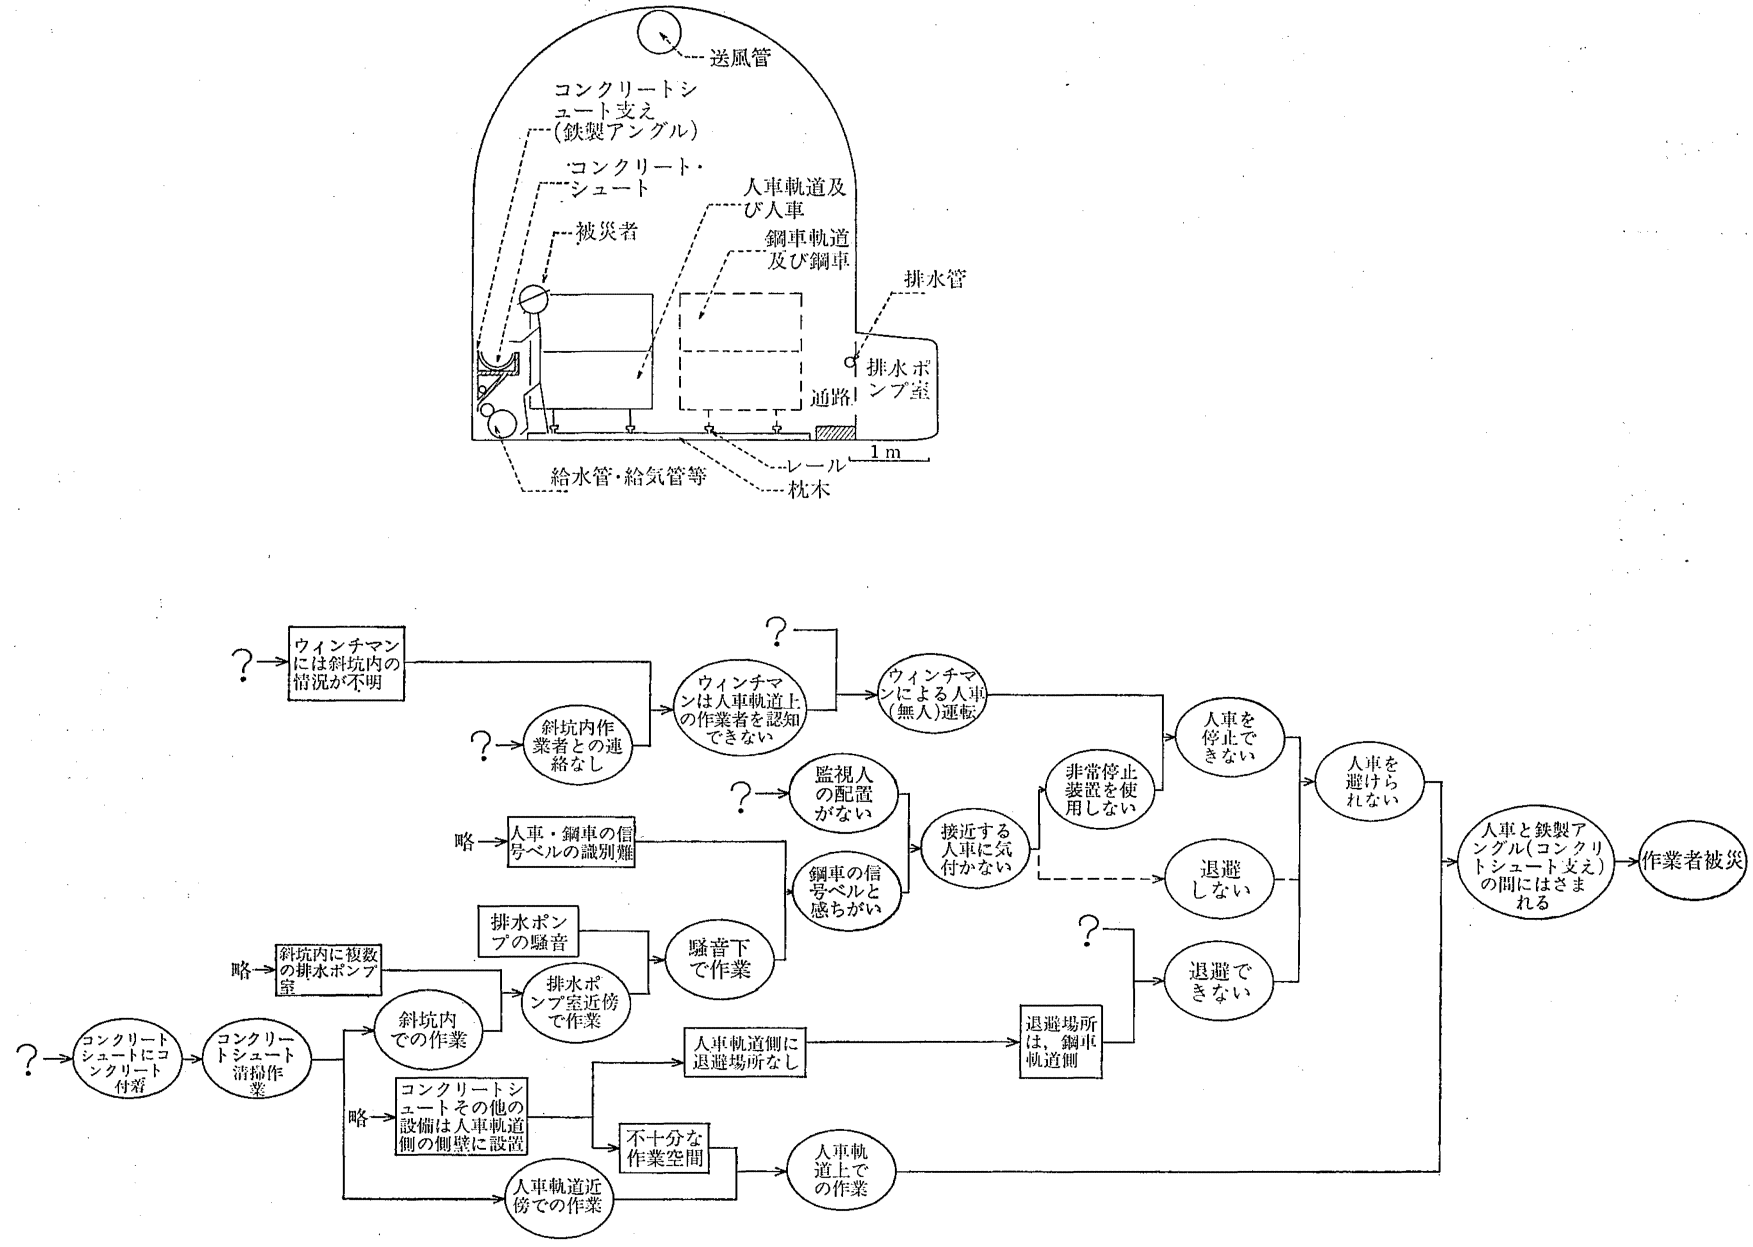 送風管
コンクリートシ
ュート支え
(鉄製アングル)
コンクリート・
シュート
人車軌道及
び人車
被災者
鋼車軌道
及び鋼車
排水管
排水ポ
ンプ室
通路
1m
レール
枕木
給水管・給気管等
?
ウィンチマン
には斜坑内の
情況が不明
?
斜坑内作
業者との連
絡なし
ウィンチマ
ンは人車軌道上
の作業者を認知
できない
?
ウィンチマ
ンによる人車
(無人)運転
人車を
停止で
きない
?
監視人
の配置
がない
非常停止
装置を使
用しない
人車を
避けら
れない
略
人車・鋼車の信
号ベルの識別難
接近する
人車に気
付かない
鋼車の信
号ベルと
感ちがい
退避
しない
人車と鉄製ア
ングル(コンクリ
トシュート支え)
の間にはさま
れる
作業者被災
排水ポン
プの騒音
騒音下
で作業
?
退避で
きない
略
斜坑内に複数
の排水ポンプ
室
排水ポ
ンプ室近傍
で作業
斜坑内
での作業
?
コンクリート
シュートにコ
ンクリート
付着
コンクリー
トシュート
清掃作
業
人車軌道側に
退避場所なし
退避場所
は，鋼車
軌道側
略
コンクリートシ
ュートその他の
設備は人車軌道
側の側壁に設置
不十分な
作業空間
人車軌道近
傍での作業
人車軌
道上で
の作業